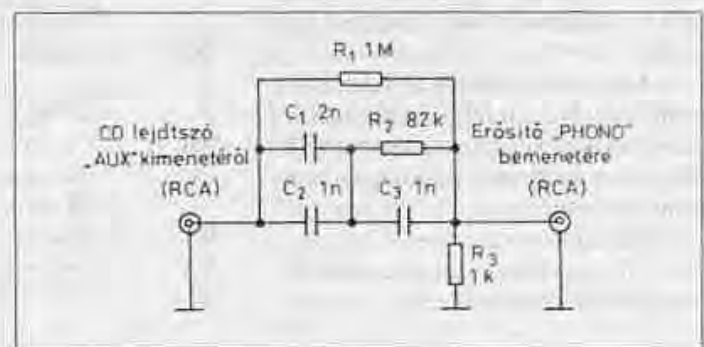 R₁ 1M
C₁ 2n
R₂ 82k
CD lejátszó
„AUX" kimenetéről
(RCA)
C₂ 1n
C₃ 1n
Erősítő „PHONO"
bemenetére
(RCA)
R₃
1k